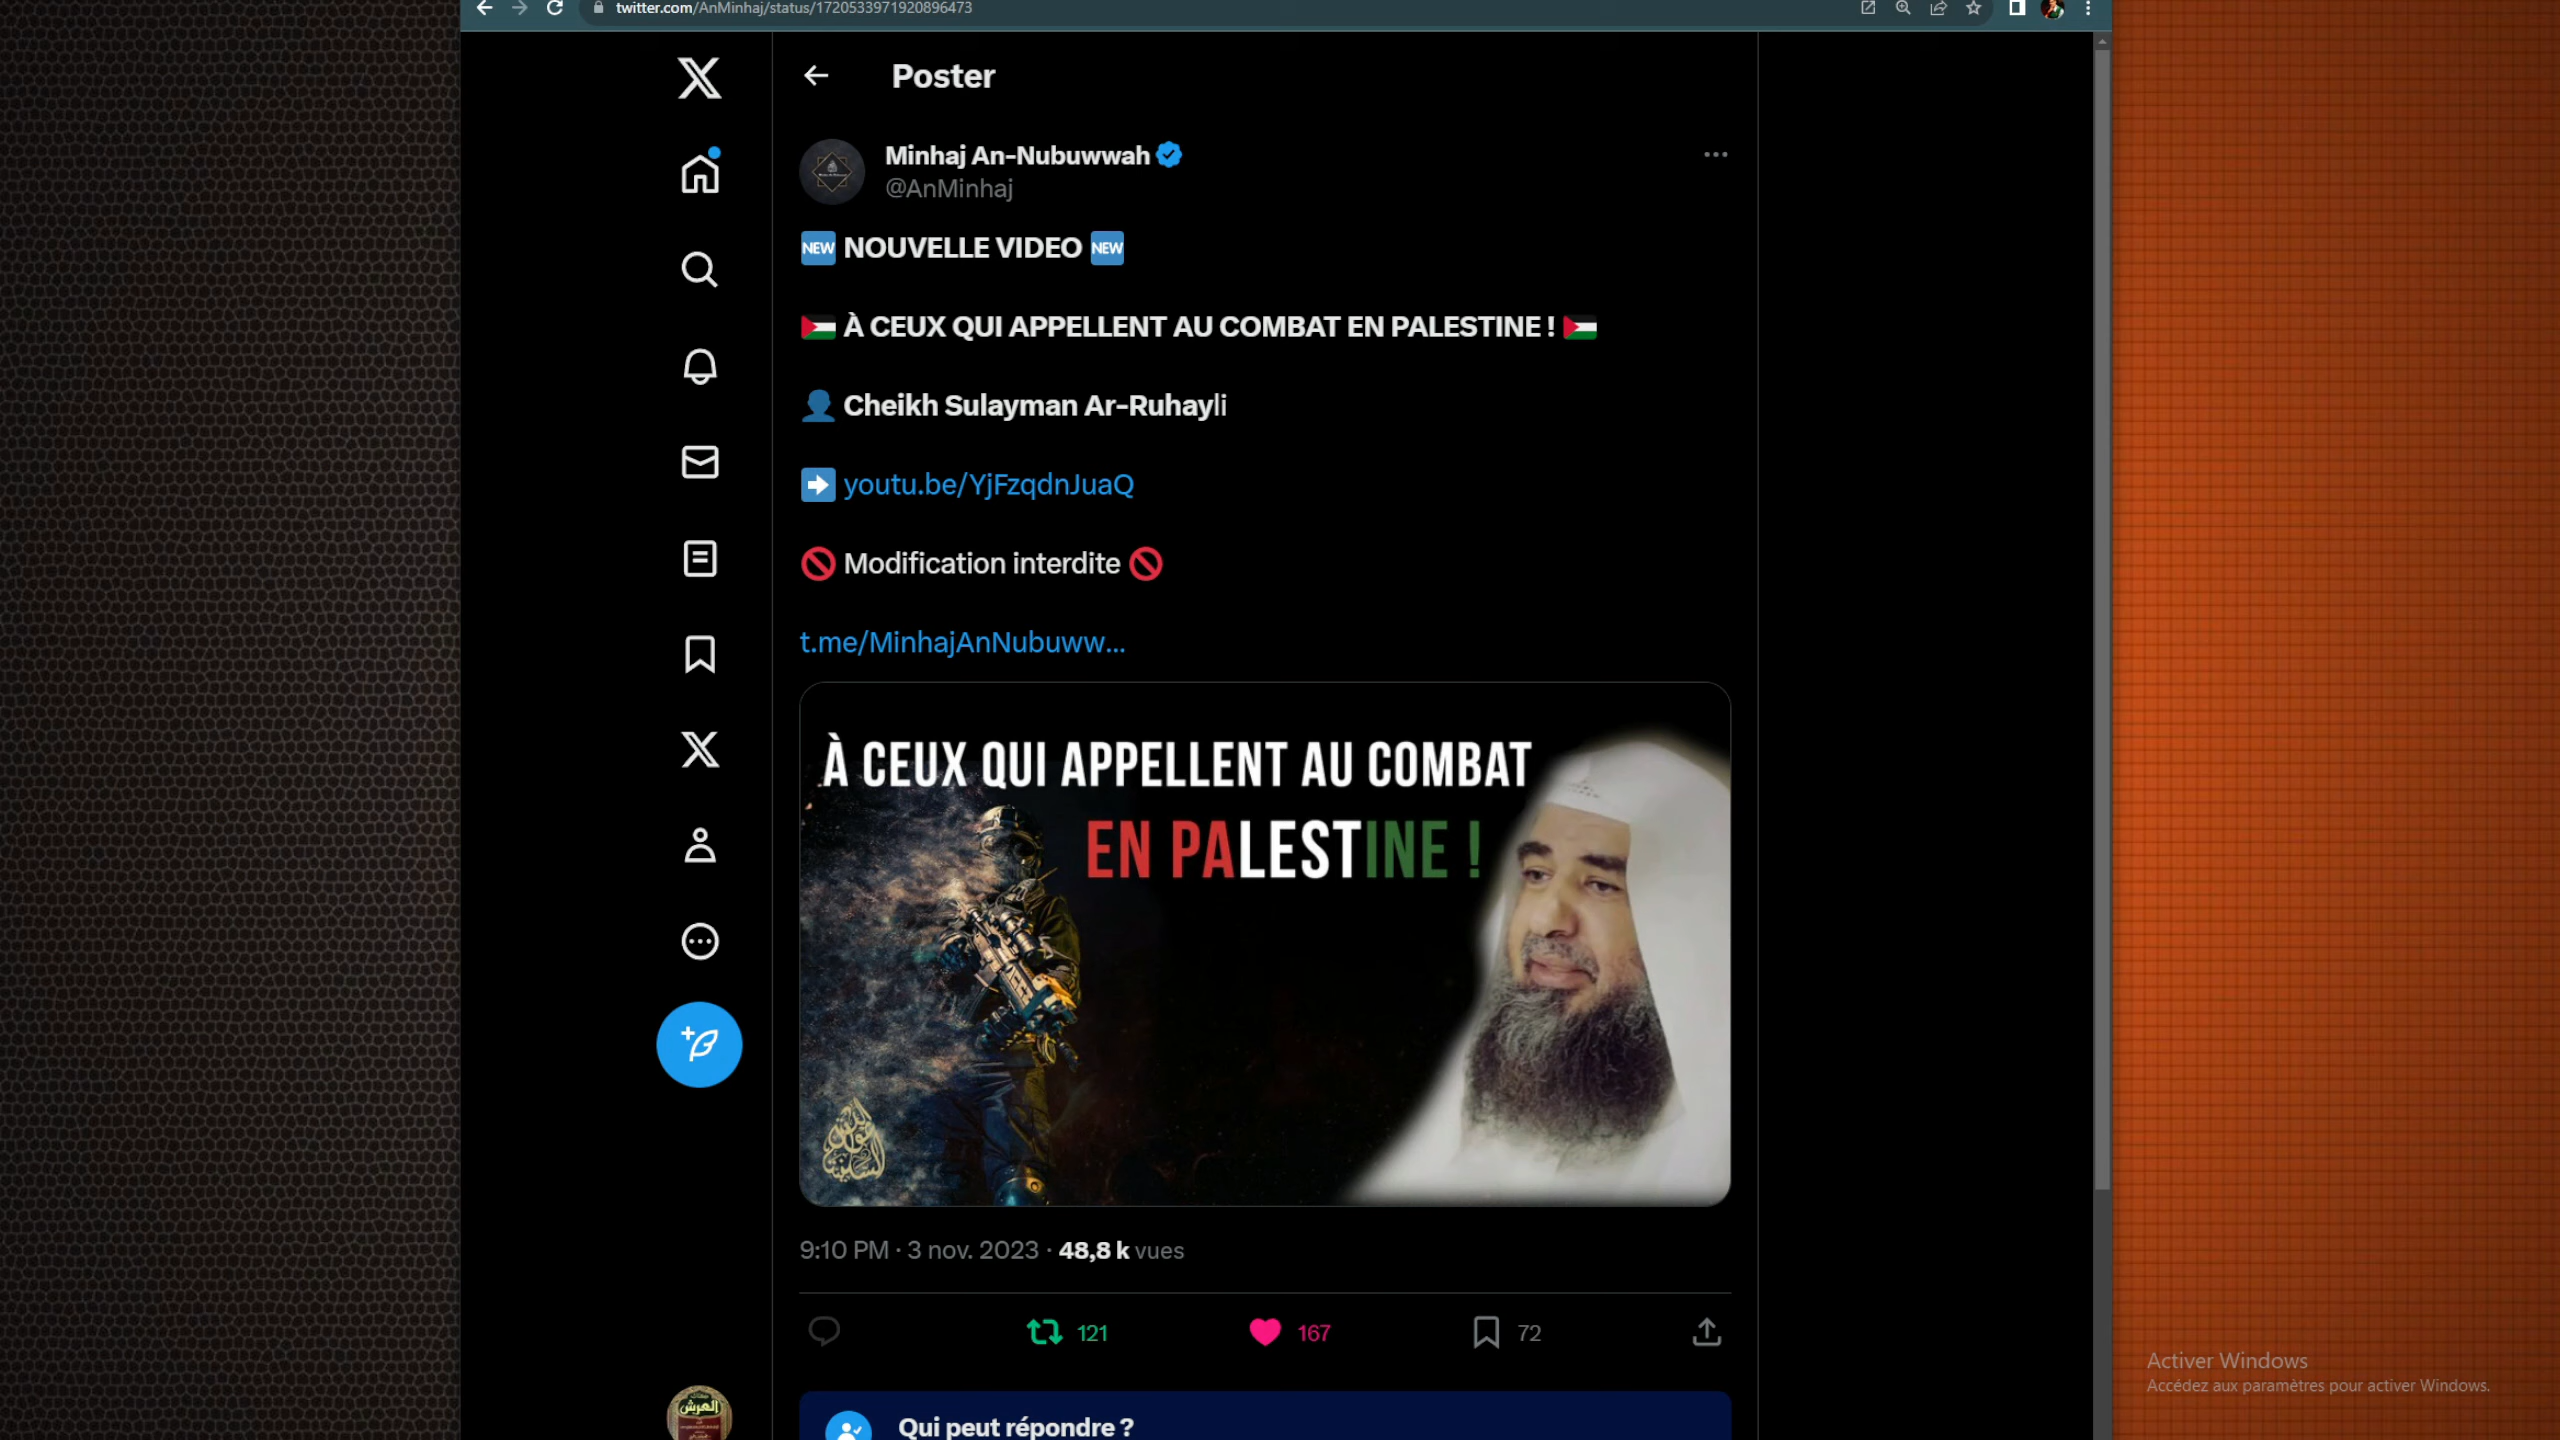 twitter.com/AnMinhaj/status/1720533971920896473
Poster
Minhaj An-Nubuwwah
@AnMinhaj
NEW NOUVELLE VIDEO NEW
À CEUX QUI APPELLENT AU COMBAT EN PALESTINE !
Cheikh Sulayman Ar-Ruhayli
youtu.be/YjFzqdnJuaQ
Modification interdite
t.me/MinhajAnNubuww...
À CEUX QUI APPELLENT AU COMBAT
EN PALESTINE !
9:10 PM · 3 nov. 2023 · 48,8 k vues
121 167 72
Qui peut répondre ?
Activer Windows
Accédez aux paramètres pour activer Windows.